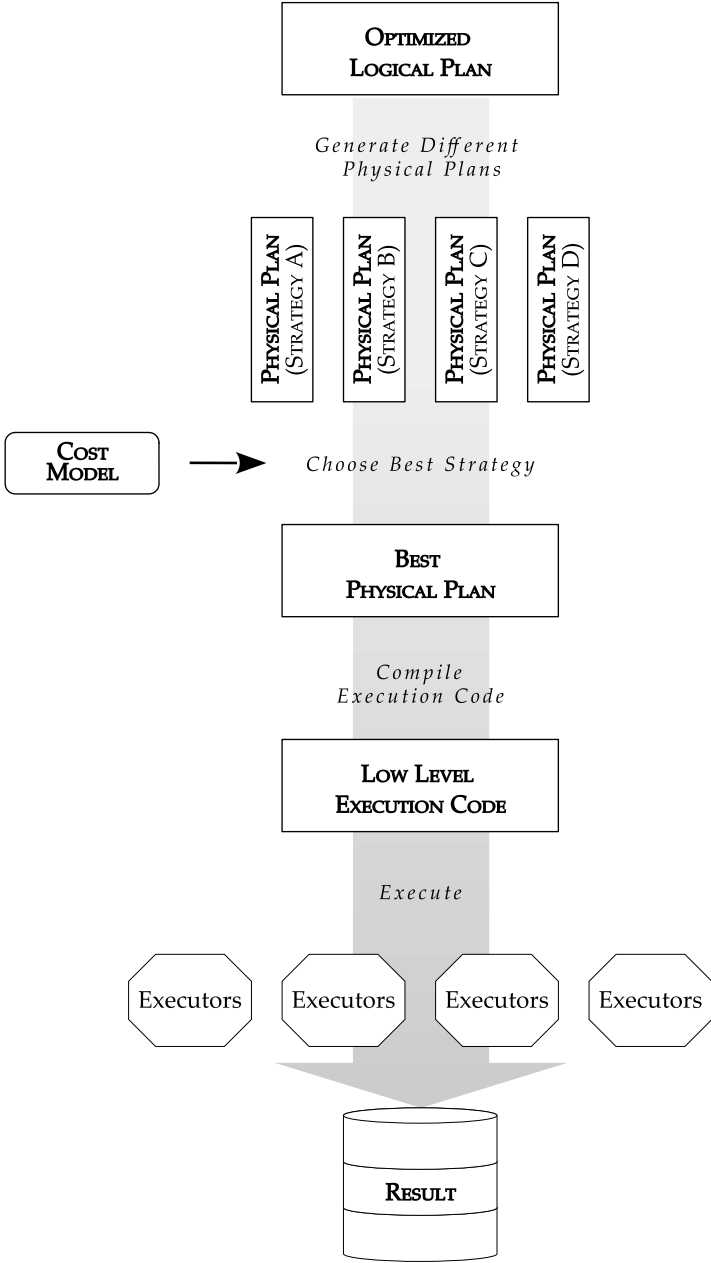 Optimized
Logical Plan
Generate Different
Physical Plans
Physical Plan
(Strategy A)
Physical Plan
(Strategy B)
Physical Plan
(Strategy C)
Physical Plan
(Strategy D)
Cost
Model
Choose Best Strategy
Best
Physical Plan
Compile
Execution Code
Low Level
Execution Code
Execute
Executors
Executors
Executors
Executors
Result